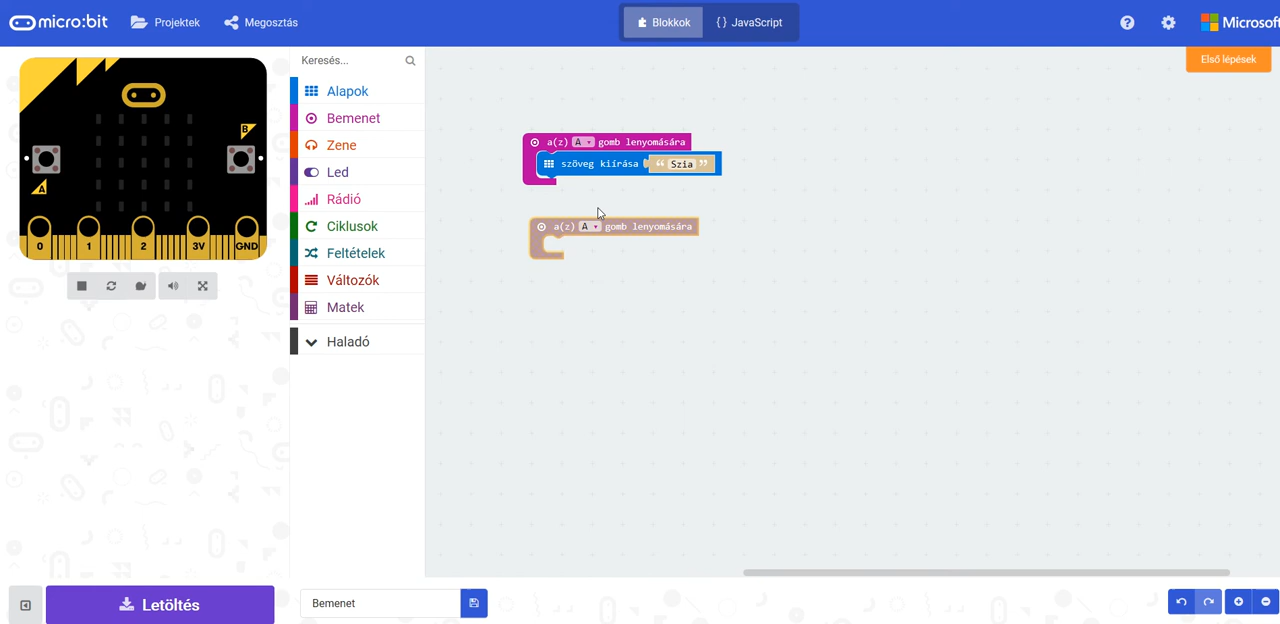 micro:bit Projektek Megosztás Blokkok {} JavaScript Microsoft
Első lépések
Keresés...
Alapok
Bemenet
Zene
Led
Rádió
Ciklusok
Feltételek
Változók
Matek
Haladó
B
A
0 1 2 3V GND
a(z) A gomb lenyomására
szöveg kiírása “ Szia ”
a(z) A gomb lenyomására
Letöltés
Bemenet